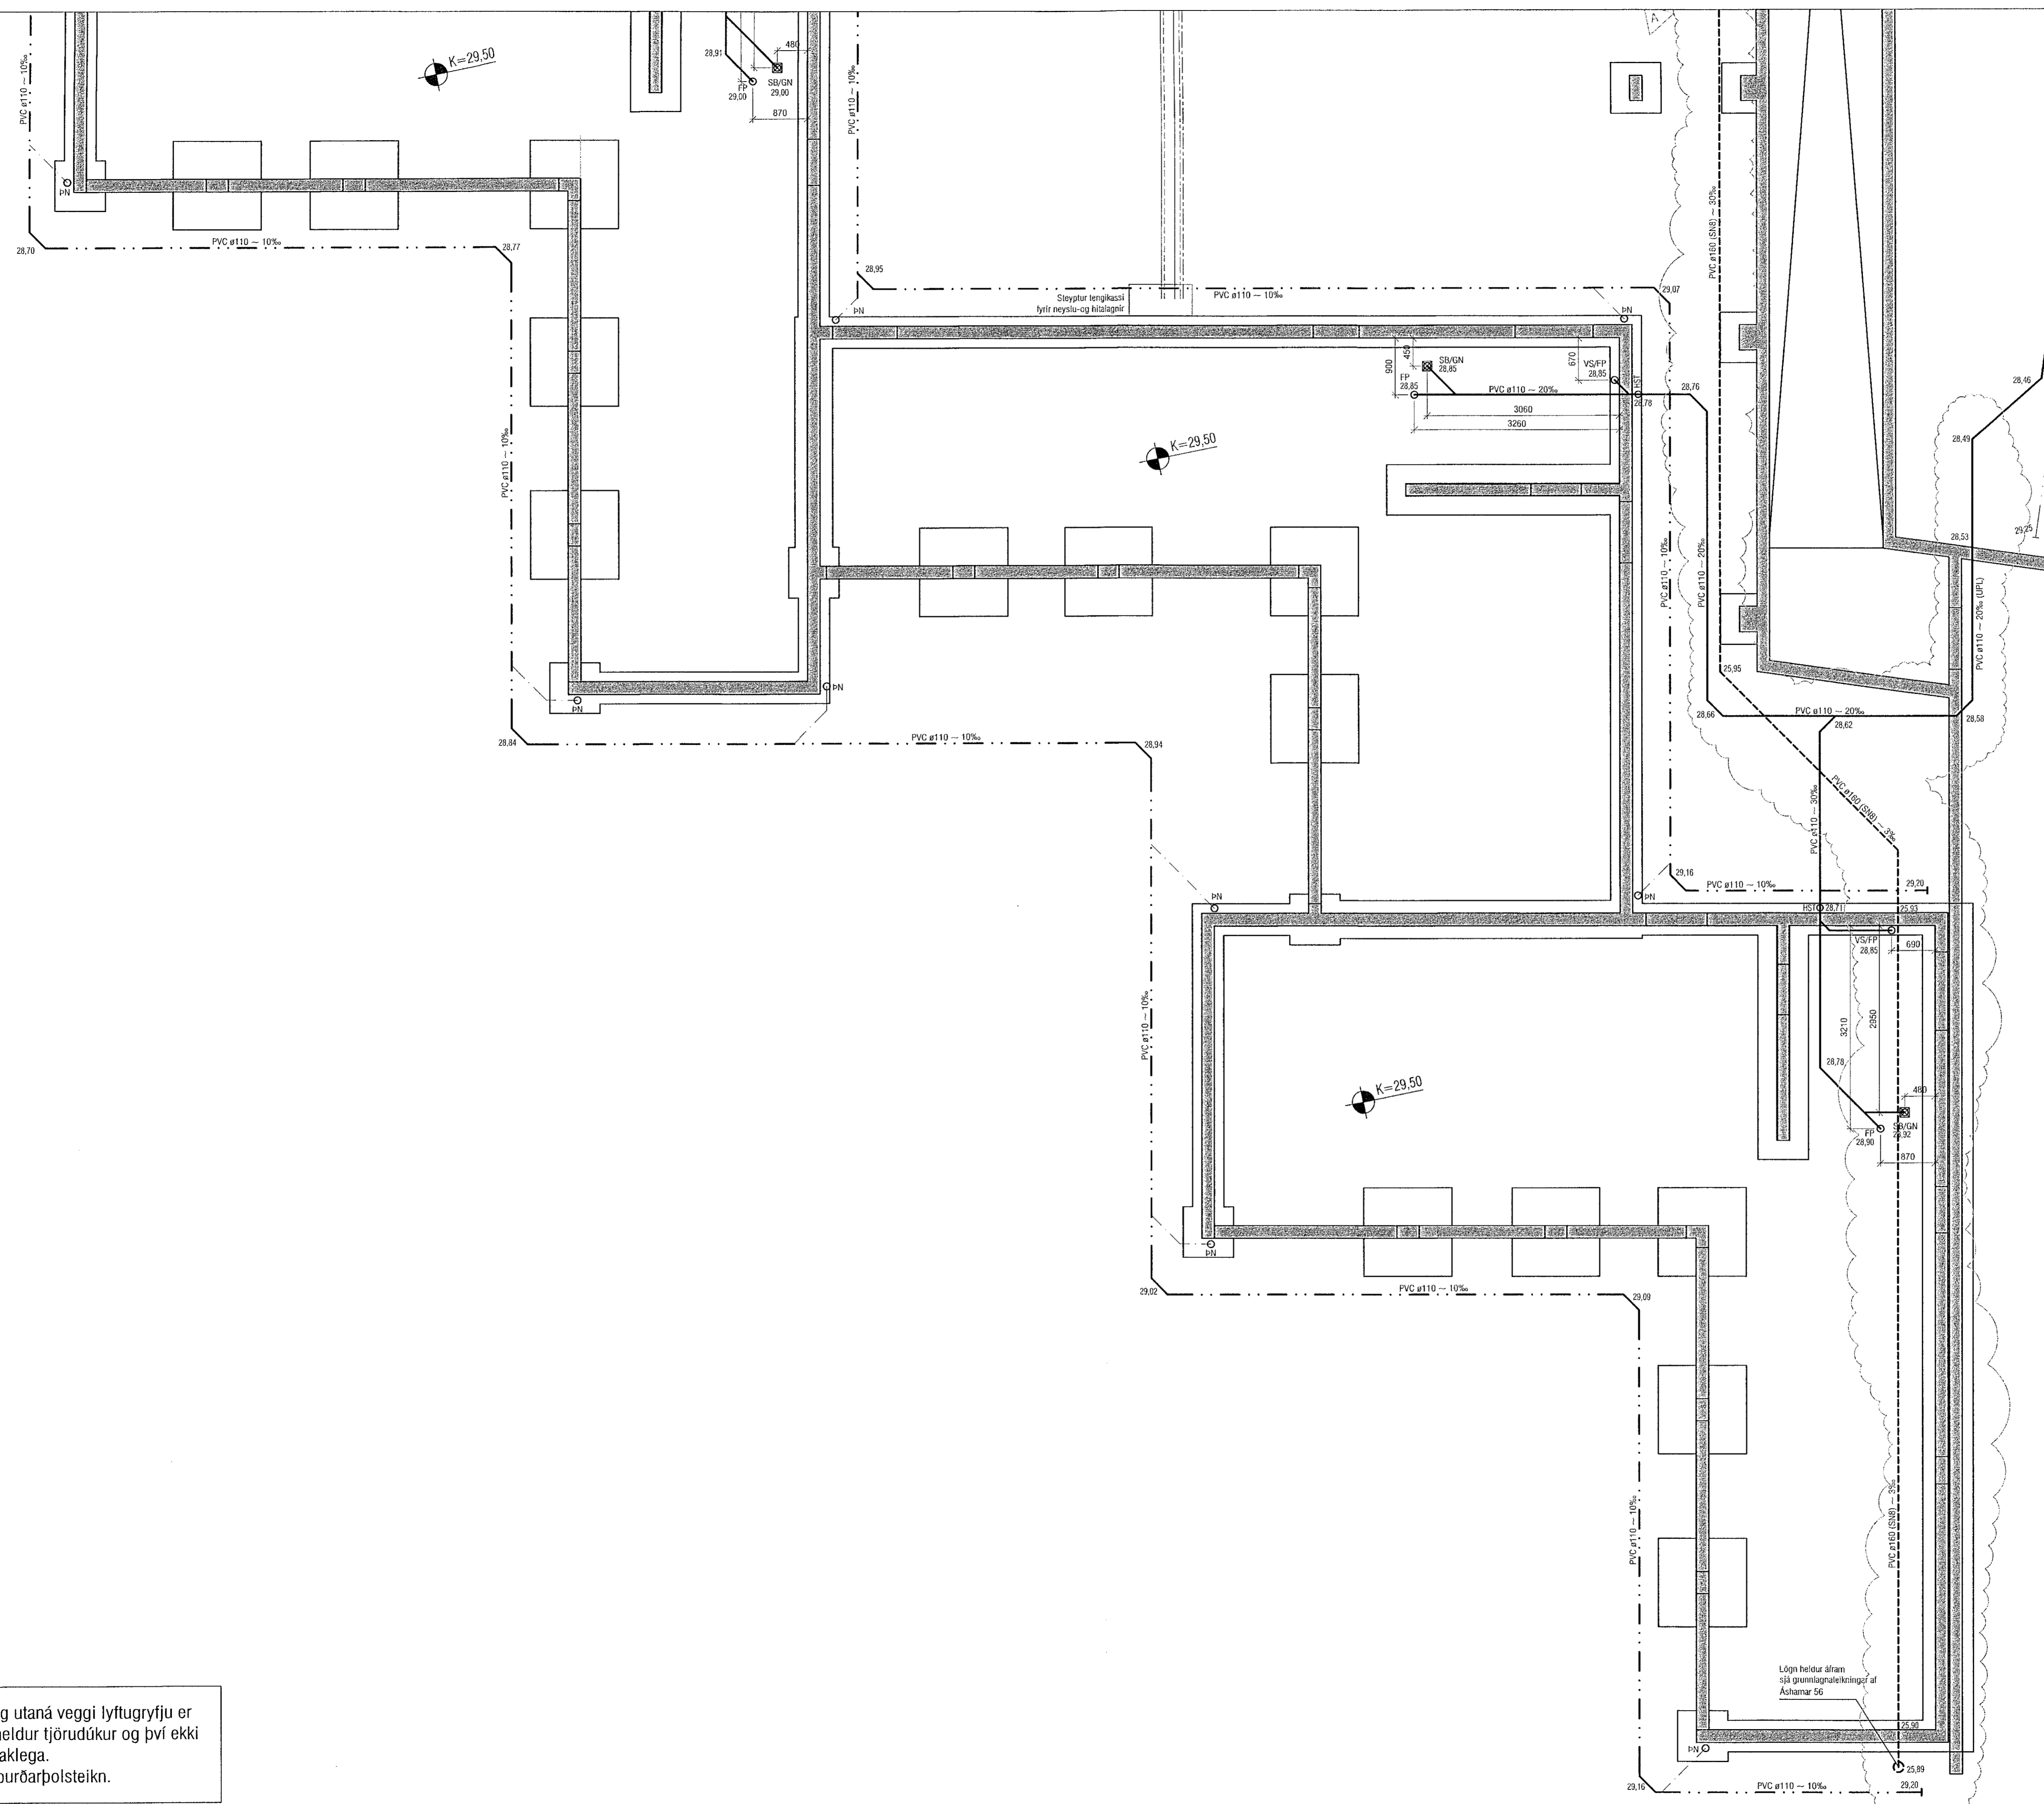 PVC ø110 ~ 10‰
K=29,50
28,91
480
FP
29,00
SB/GN
29,00
870
PVC ø110 ~ 10‰
A
ÞN
28,70
PVC ø110 ~ 10‰
28,77
28,95
Steyptur tengikassi
fyrir neyslu-og hitalagnir
PVC ø110 ~ 10‰
29,07
PVC ø160 (SN8) ~ 30‰
ÞN
ÞN
900
450
SB/GN
28,85
FP
28,85
670
VS/FP
28,85
HST
28,78
28,76
PVC ø110 ~ 20‰
3060
3260
28,46
28,49
K=29,50
PVC ø110 ~ 10‰
PVC ø110 ~ 10‰
PVC ø110 ~ 20‰
28,53
29,25
PVC ø110 ~ 20‰ (UPL)
25,95
ÞN
ÞN
28,84
PVC ø110 ~ 10‰
28,94
28,66
PVC ø110 ~ 20‰
28,62
28,58
PVC ø160 (SN8) ~ 3‰
PVC ø110 ~ 30‰
29,16
PVC ø110 ~ 10‰
29,20
ÞN
ÞN
HST
28,71
25,93
VS/FP
28,85
690
PVC ø110 ~ 10‰
3210
2950
28,78
480
FP
28,90
SB/GN
870
K=29,50
ÞN
29,02
PVC ø110 ~ 10‰
29,09
PVC ø110 ~ 10‰
PVC ø160 (SN8) ~ 3‰
Lögn heldur áfram
sjá grunnlagnateikningar af
Áshamar 56
25,90
ÞN
25,89
29,16
PVC ø110 ~ 10‰
29,20
g utaná veggi lyftugryfju er
heldur tjörudúkur og því ekki
aklega.
burðarþolsteikn.